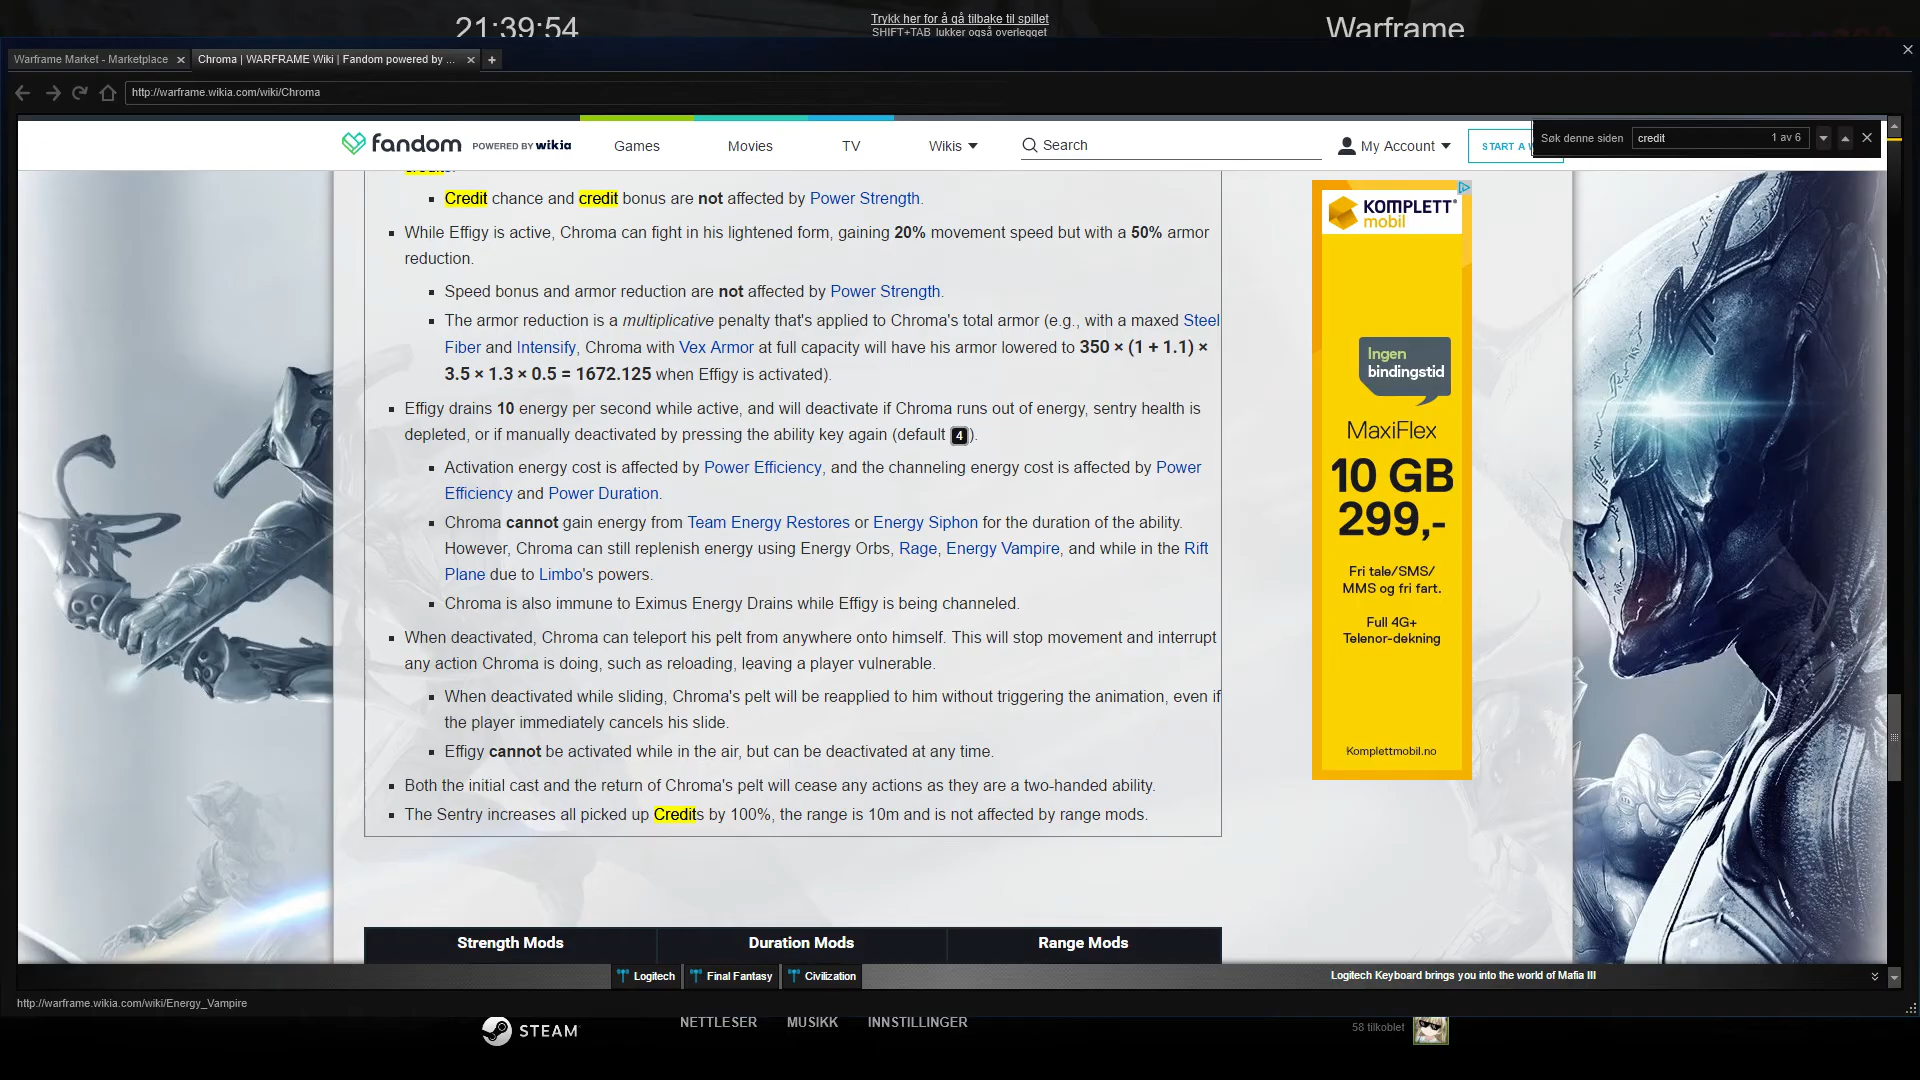 21:39:54
Trykk her for å gå tilbake til spillet
SHIFT+TAB lukker også overlegget
Warframe
Warframe Market - Marketplace
Chroma | WARFRAME Wiki | Fandom powered by ...
http://warframe.wikia.com/wiki/Chroma
fandom POWERED BY wikia
Games
Movies
TV
Wikis
Search
My Account
START A
Søk denne siden
credit
1 av 6
Credit chance and credit bonus are not affected by Power Strength.
While Effigy is active, Chroma can fight in his lightened form, gaining 20% movement speed but with a 50% armor
reduction.
Speed bonus and armor reduction are not affected by Power Strength.
The armor reduction is a multiplicative penalty that's applied to Chroma's total armor (e.g., with a maxed Steel
Fiber and Intensify, Chroma with Vex Armor at full capacity will have his armor lowered to 350 × (1 + 1.1) ×
3.5 × 1.3 × 0.5 = 1672.125 when Effigy is activated).
Effigy drains 10 energy per second while active, and will deactivate if Chroma runs out of energy, sentry health is
depleted, or if manually deactivated by pressing the ability key again (default 4).
Activation energy cost is affected by Power Efficiency, and the channeling energy cost is affected by Power
Efficiency and Power Duration.
Chroma cannot gain energy from Team Energy Restores or Energy Siphon for the duration of the ability.
However, Chroma can still replenish energy using Energy Orbs, Rage, Energy Vampire, and while in the Rift
Plane due to Limbo's powers.
Chroma is also immune to Eximus Energy Drains while Effigy is being channeled.
When deactivated, Chroma can teleport his pelt from anywhere onto himself. This will stop movement and interrupt
any action Chroma is doing, such as reloading, leaving a player vulnerable.
When deactivated while sliding, Chroma's pelt will be reapplied to him without triggering the animation, even if
the player immediately cancels his slide.
Effigy cannot be activated while in the air, but can be deactivated at any time.
Both the initial cast and the return of Chroma's pelt will cease any actions as they are a two-handed ability.
The Sentry increases all picked up Credits by 100%, the range is 10m and is not affected by range mods.
Strength Mods
Duration Mods
Range Mods
KOMPLETT
mobil
Ingen
bindingstid
MaxiFlex
10 GB
299,-
Fri tale/SMS/
MMS og fri fart.
Full 4G+
Telenor-dekning
Komplettmobil.no
Logitech
Final Fantasy
Civilization
Logitech Keyboard brings you into the world of Mafia III
http://warframe.wikia.com/wiki/Energy_Vampire
STEAM
NETTLESER
MUSIKK
INNSTILLINGER
58 tilkoblet